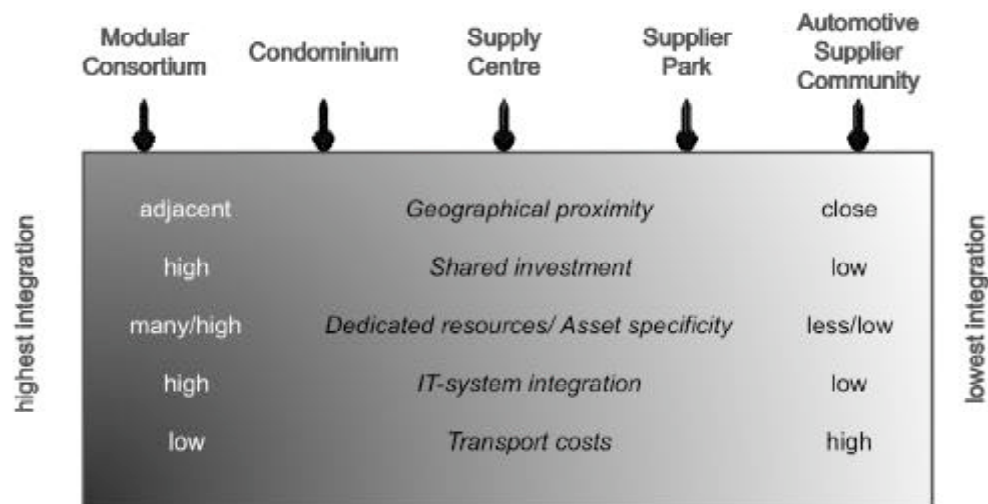 Modular
Consortium
Condominium
Supply
Centre
Supplier
Park
Automotive
Supplier
Community
highest integration
adjacent Geographical proximity close
high Shared investment low
many/high Dedicated resources/ Asset specificity less/low
high IT-system integration low
low Transport costs high
lowest integration